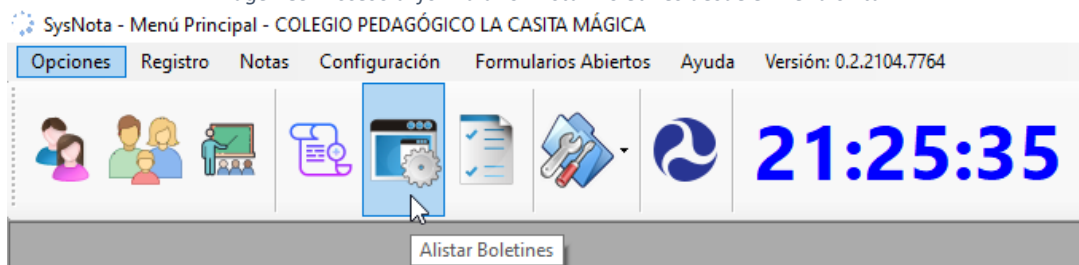 SysNota - Menú Principal - COLEGIO PEDAGÓGICO LA CASITA MÁGICA
Opciones Registro Notas Configuración Formularios Abiertos Ayuda Versión: 0.2.2104.7764
21:25:35
Alistar Boletines